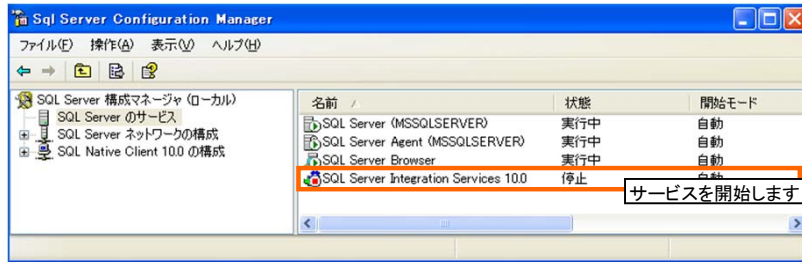 Sql Server Configuration Manager
ファイル(F) 操作(A) 表示(V) ヘルプ(H)
SQL Server 構成マネージャ (ローカル)
SQL Server のサービス
SQL Server ネットワークの構成
SQL Native Client 10.0 の構成
名前 状態 開始モード
SQL Server (MSSQLSERVER) 実行中 自動
SQL Server Agent (MSSQLSERVER) 実行中 自動
SQL Server Browser 実行中 自動
SQL Server Integration Services 10.0 停止 自動
サービスを開始します